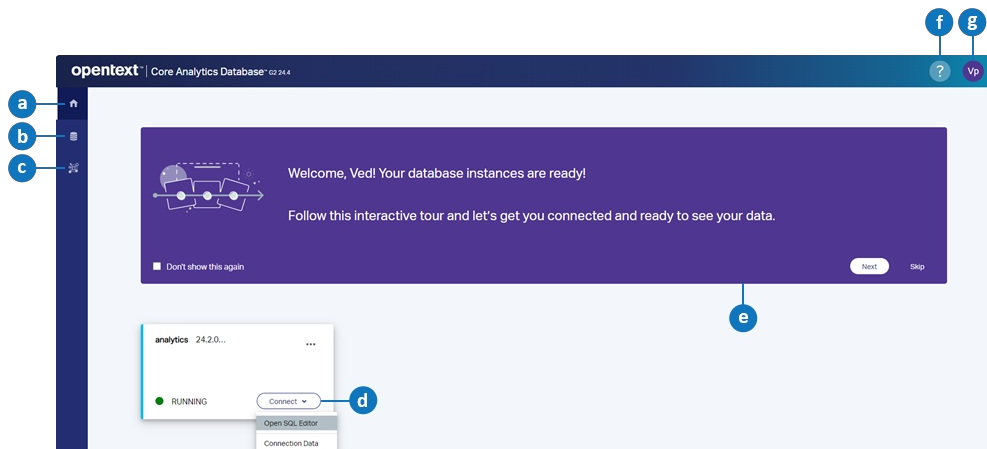 f g
opentext™ | Core Analytics Database™ G2 24.4
? Vp
a
b
c
Welcome, Ved! Your database instances are ready!
Follow this interactive tour and let's get you connected and ready to see your data.
Don't show this again
Next Skip
e
analytics 24.2.0... ...
RUNNING Connect
d
Open SQL Editor
Connection Data